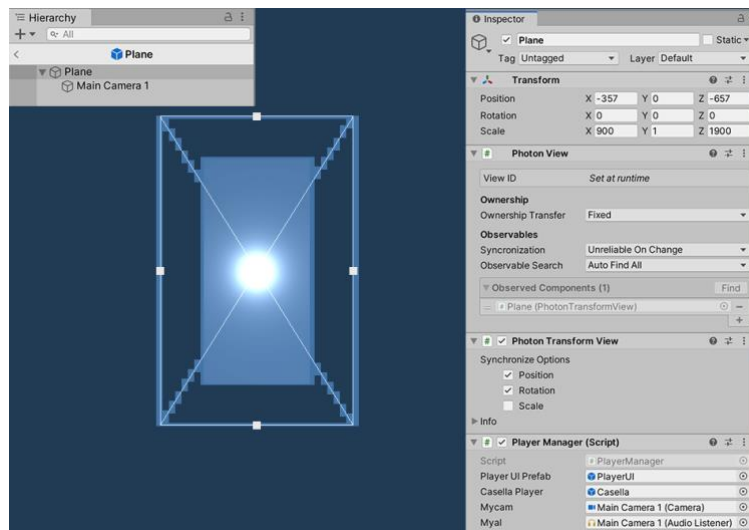 Hierarchy
All
Plane
Plane
Main Camera 1
Inspector
Plane
Static
Tag Untagged Layer Default
Transform
Position X -357 Y 0 Z -657
Rotation X 0 Y 0 Z 0
Scale X 900 Y 1 Z 1900
Photon View
View ID Set at runtime
Ownership
Ownership Transfer Fixed
Observables
Syncronization Unreliable On Change
Observable Search Auto Find All
Observed Components (1) Find
Plane (PhotonTransformView)
Photon Transform View
Synchronize Options
Position
Rotation
Scale
Info
Player Manager (Script)
Script PlayerManager
Player UI Prefab PlayerUI
Casella Player Casella
Mycam Main Camera 1 (Camera)
Myal Main Camera 1 (Audio Listener)